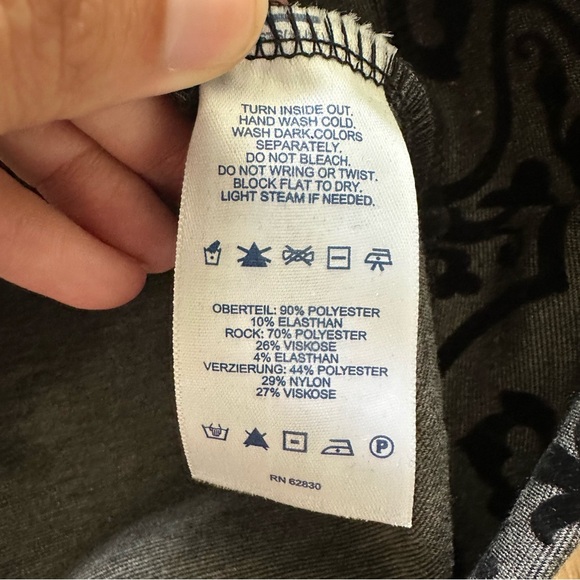 TURN INSIDE OUT.
HAND WASH COLD.
WASH DARK.COLORS
SEPARATELY.
DO NOT BLEACH.
DO NOT WRING OR TWIST.
BLOCK FLAT TO DRY.
LIGHT STEAM IF NEEDED.
OBERTEIL: 90% POLYESTER
10% ELASTHAN
ROCK: 70% POLYESTER
26% VISKOSE
4% ELASTHAN
VERZIERUNG: 44% POLYESTER
29% NYLON
27% VISKOSE
P
RN 62830